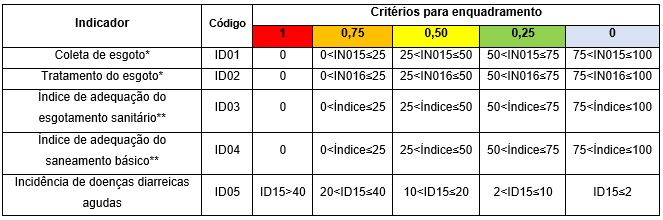 Indicador
Código
Critérios para enquadramento
1
0,75
0,50
0,25
0
Coleta de esgoto*
ID01
0
0<IN015≤25
25<IN015≤50
50<IN015≤75
75<IN015≤100
Tratamento do esgoto*
ID02
0
0<IN016≤25
25<IN016≤50
50<IN016≤75
75<IN016≤100
Índice de adequação do
esgotamento sanitário**
ID03
0
0<Índice≤25
25<Índice≤50
50<Índice≤75
75<Índice≤100
Índice de adequação do
saneamento básico**
ID04
0
0<Índice≤25
25<Índice≤50
50<Índice≤75
75<Índice≤100
Incidência de doenças diarreicas
agudas
ID05
ID15>40
20<ID15≤40
10<ID15≤20
2<ID15≤10
ID15≤2